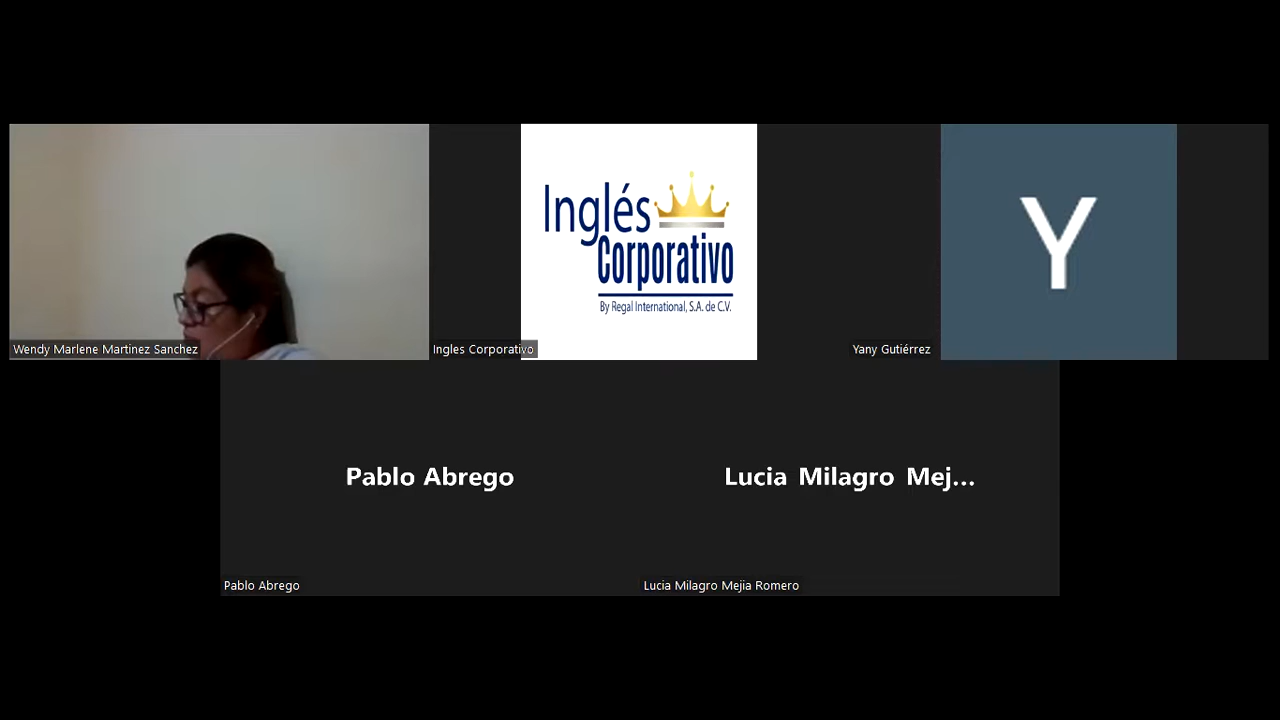 Inglés
Corporativo
By Regal International, S.A. de C.V.
Y
Wendy Marlene Martinez Sanchez
Ingles Corporativo
Yany Gutiérrez
Pablo Abrego
Lucia Milagro Mej...
Pablo Abrego
Lucia Milagro Mejia Romero